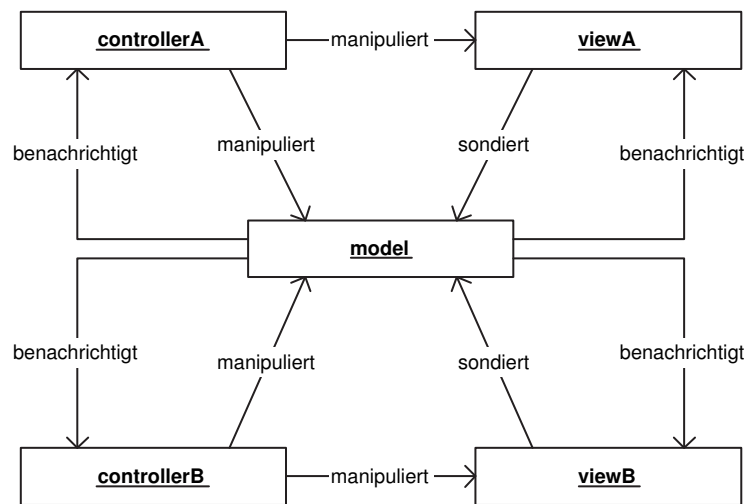 controllerA
manipuliert
viewA
benachrichtigt
manipuliert
sondiert
benachrichtigt
model
benachrichtigt
manipuliert
sondiert
benachrichtigt
controllerB
manipuliert
viewB